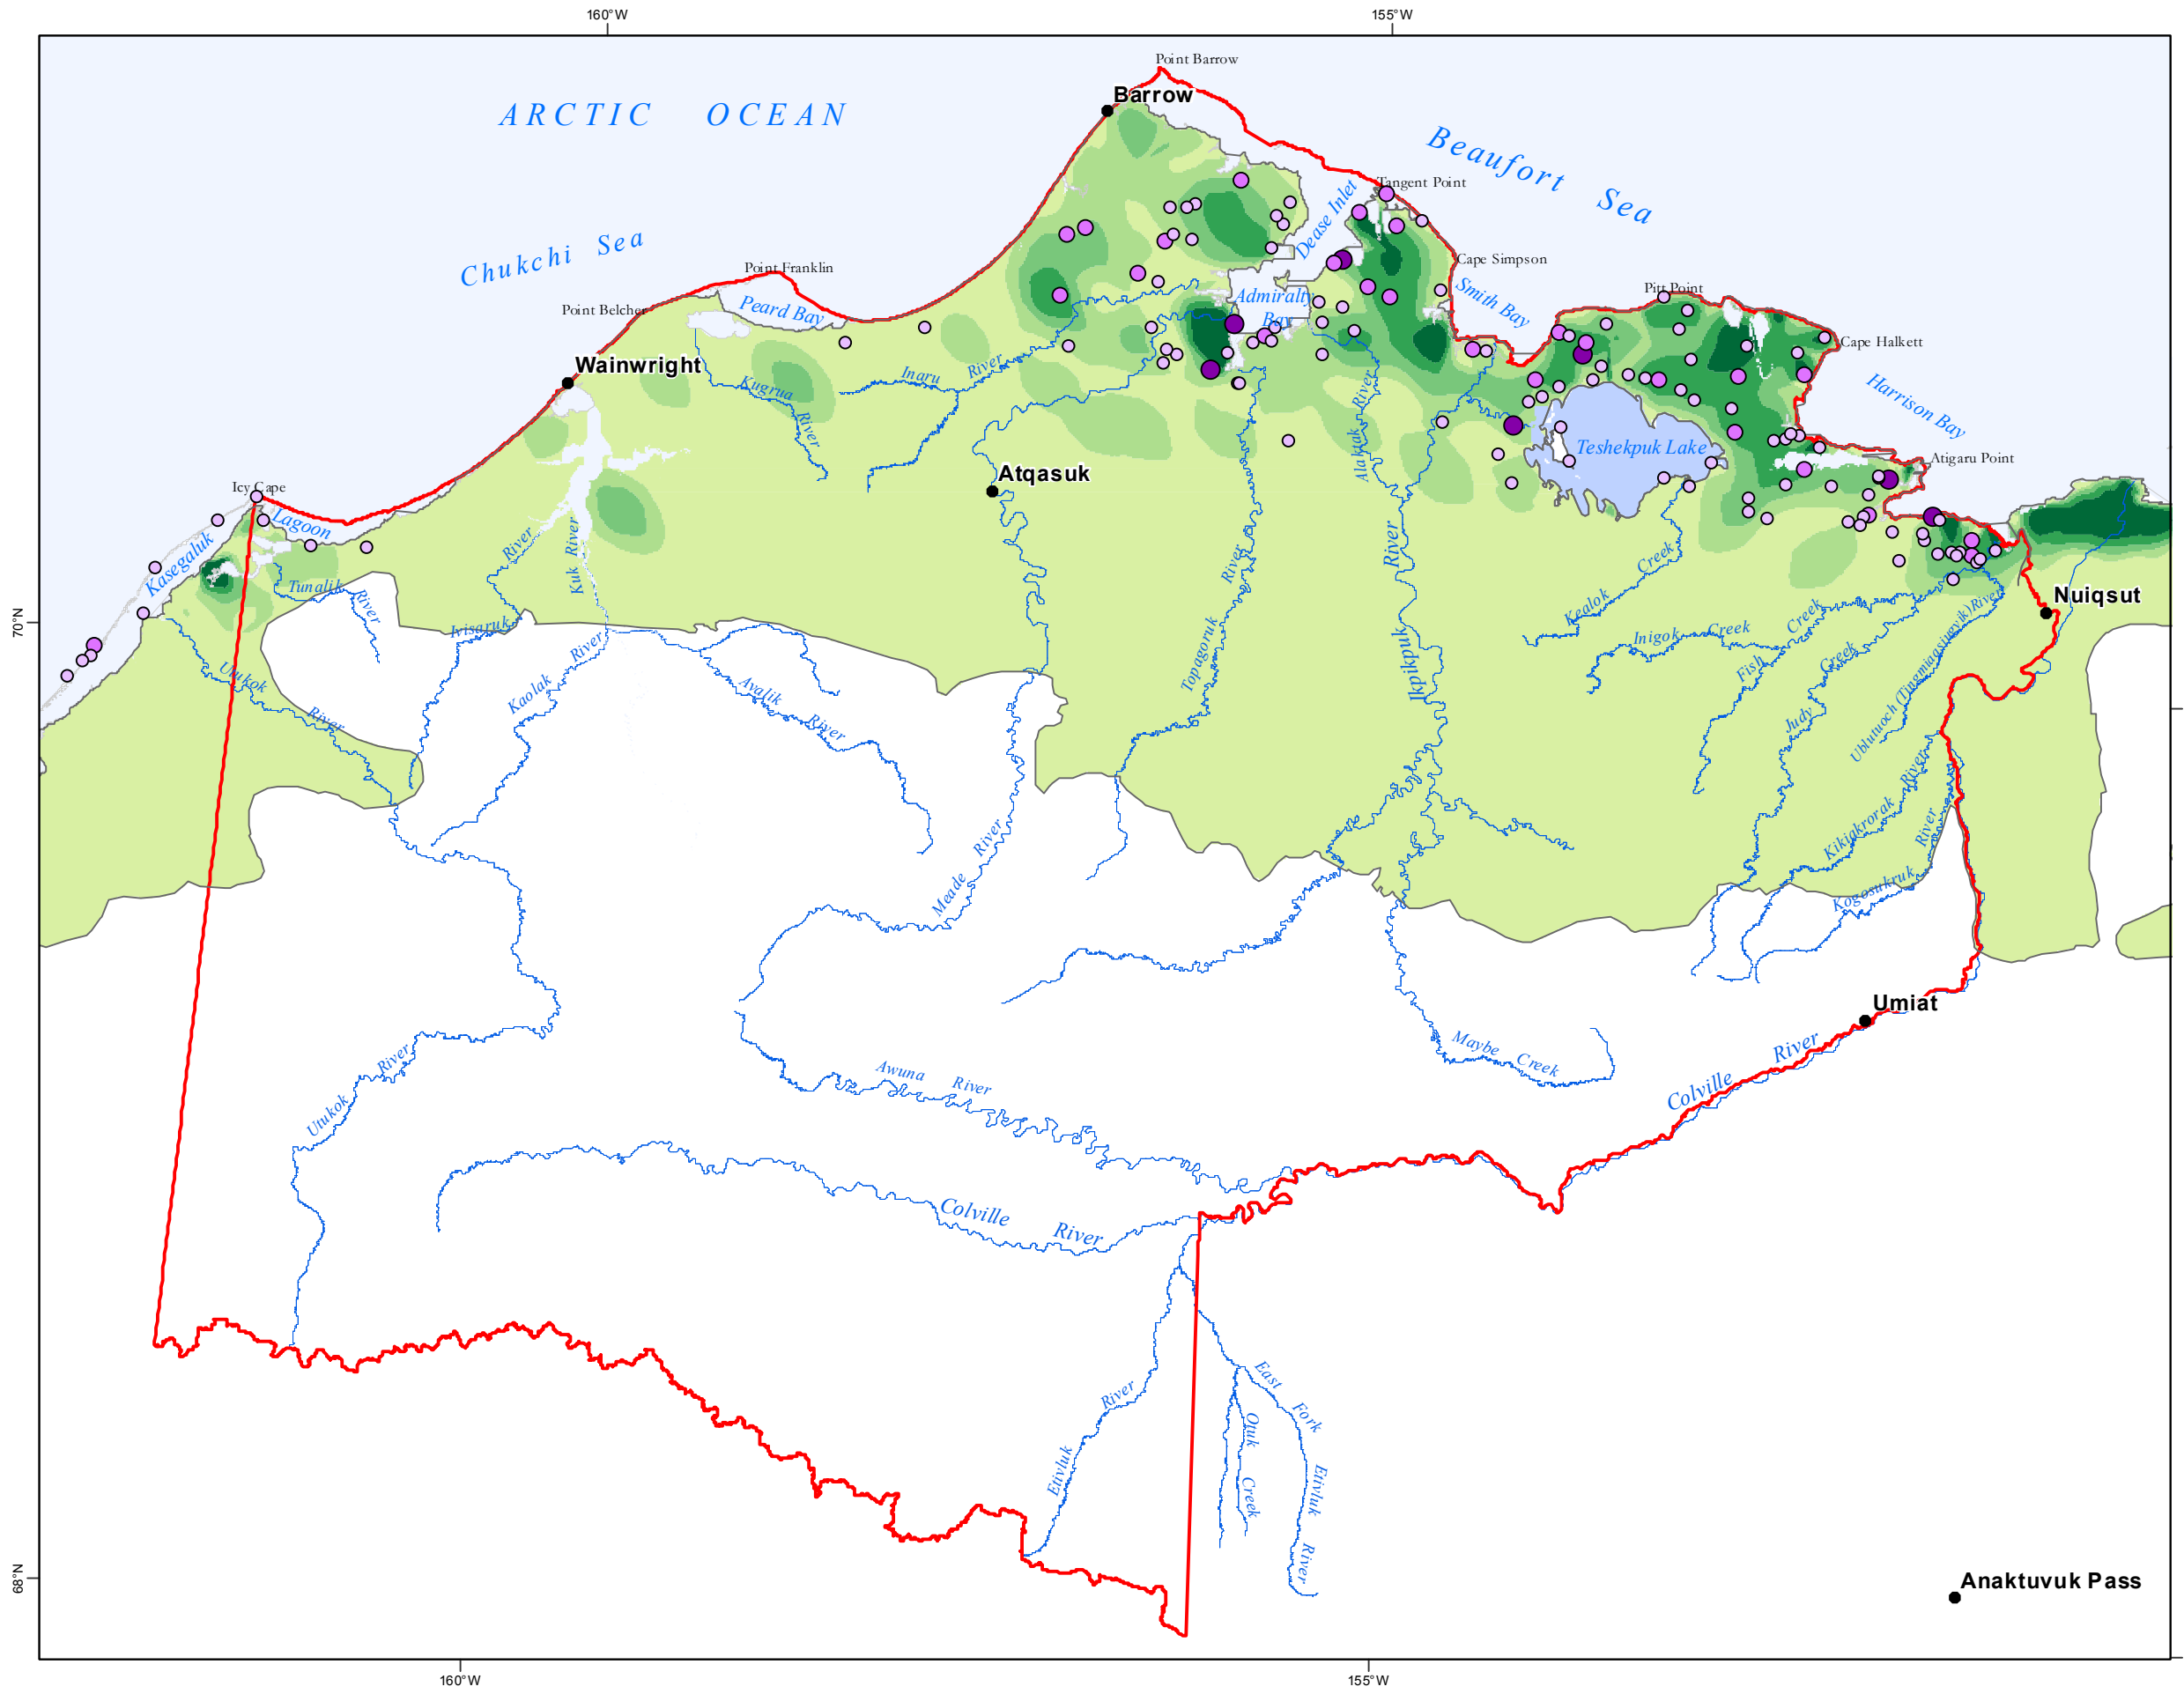 160°W
155°W
Point Barrow
Barrow
ARCTIC OCEAN
Beaufort Sea
Tangent Point
Dease Inlet
Chukchi Sea
Cape Simpson
Point Franklin
Smith Bay
Pitt Point
Admiralty
Bay
Point Belcher
Peard Bay
Cape Halkett
Wainwright
Inaru River
Kugrua River
Harrison Bay
Alaktak River
Teshekpuk Lake
Atigaru Point
Atqasuk
Icy Cape
Kasegaluk Lagoon
River
Kuk River
Tunalik River
Ivisaruk
Kealok Creek
Nuiqsut
70°N
Inigok Creek
Fish Creek
Judy Creek
Ublutuoch (Tingmiaqsiugvik) River
Topagoruk River
Ikpikpuk River
Utukok River
Kaolak River
Avalik River
Kikiakrorak River
Kogosukruk River
Meade River
Umiat
Maybe Creek
Colville River
Awuna River
Utukok River
Colville River
East Fork Etivluk River
Otuk Creek
Etivluk River
68°N
Anaktuvuk Pass
160°W
155°W